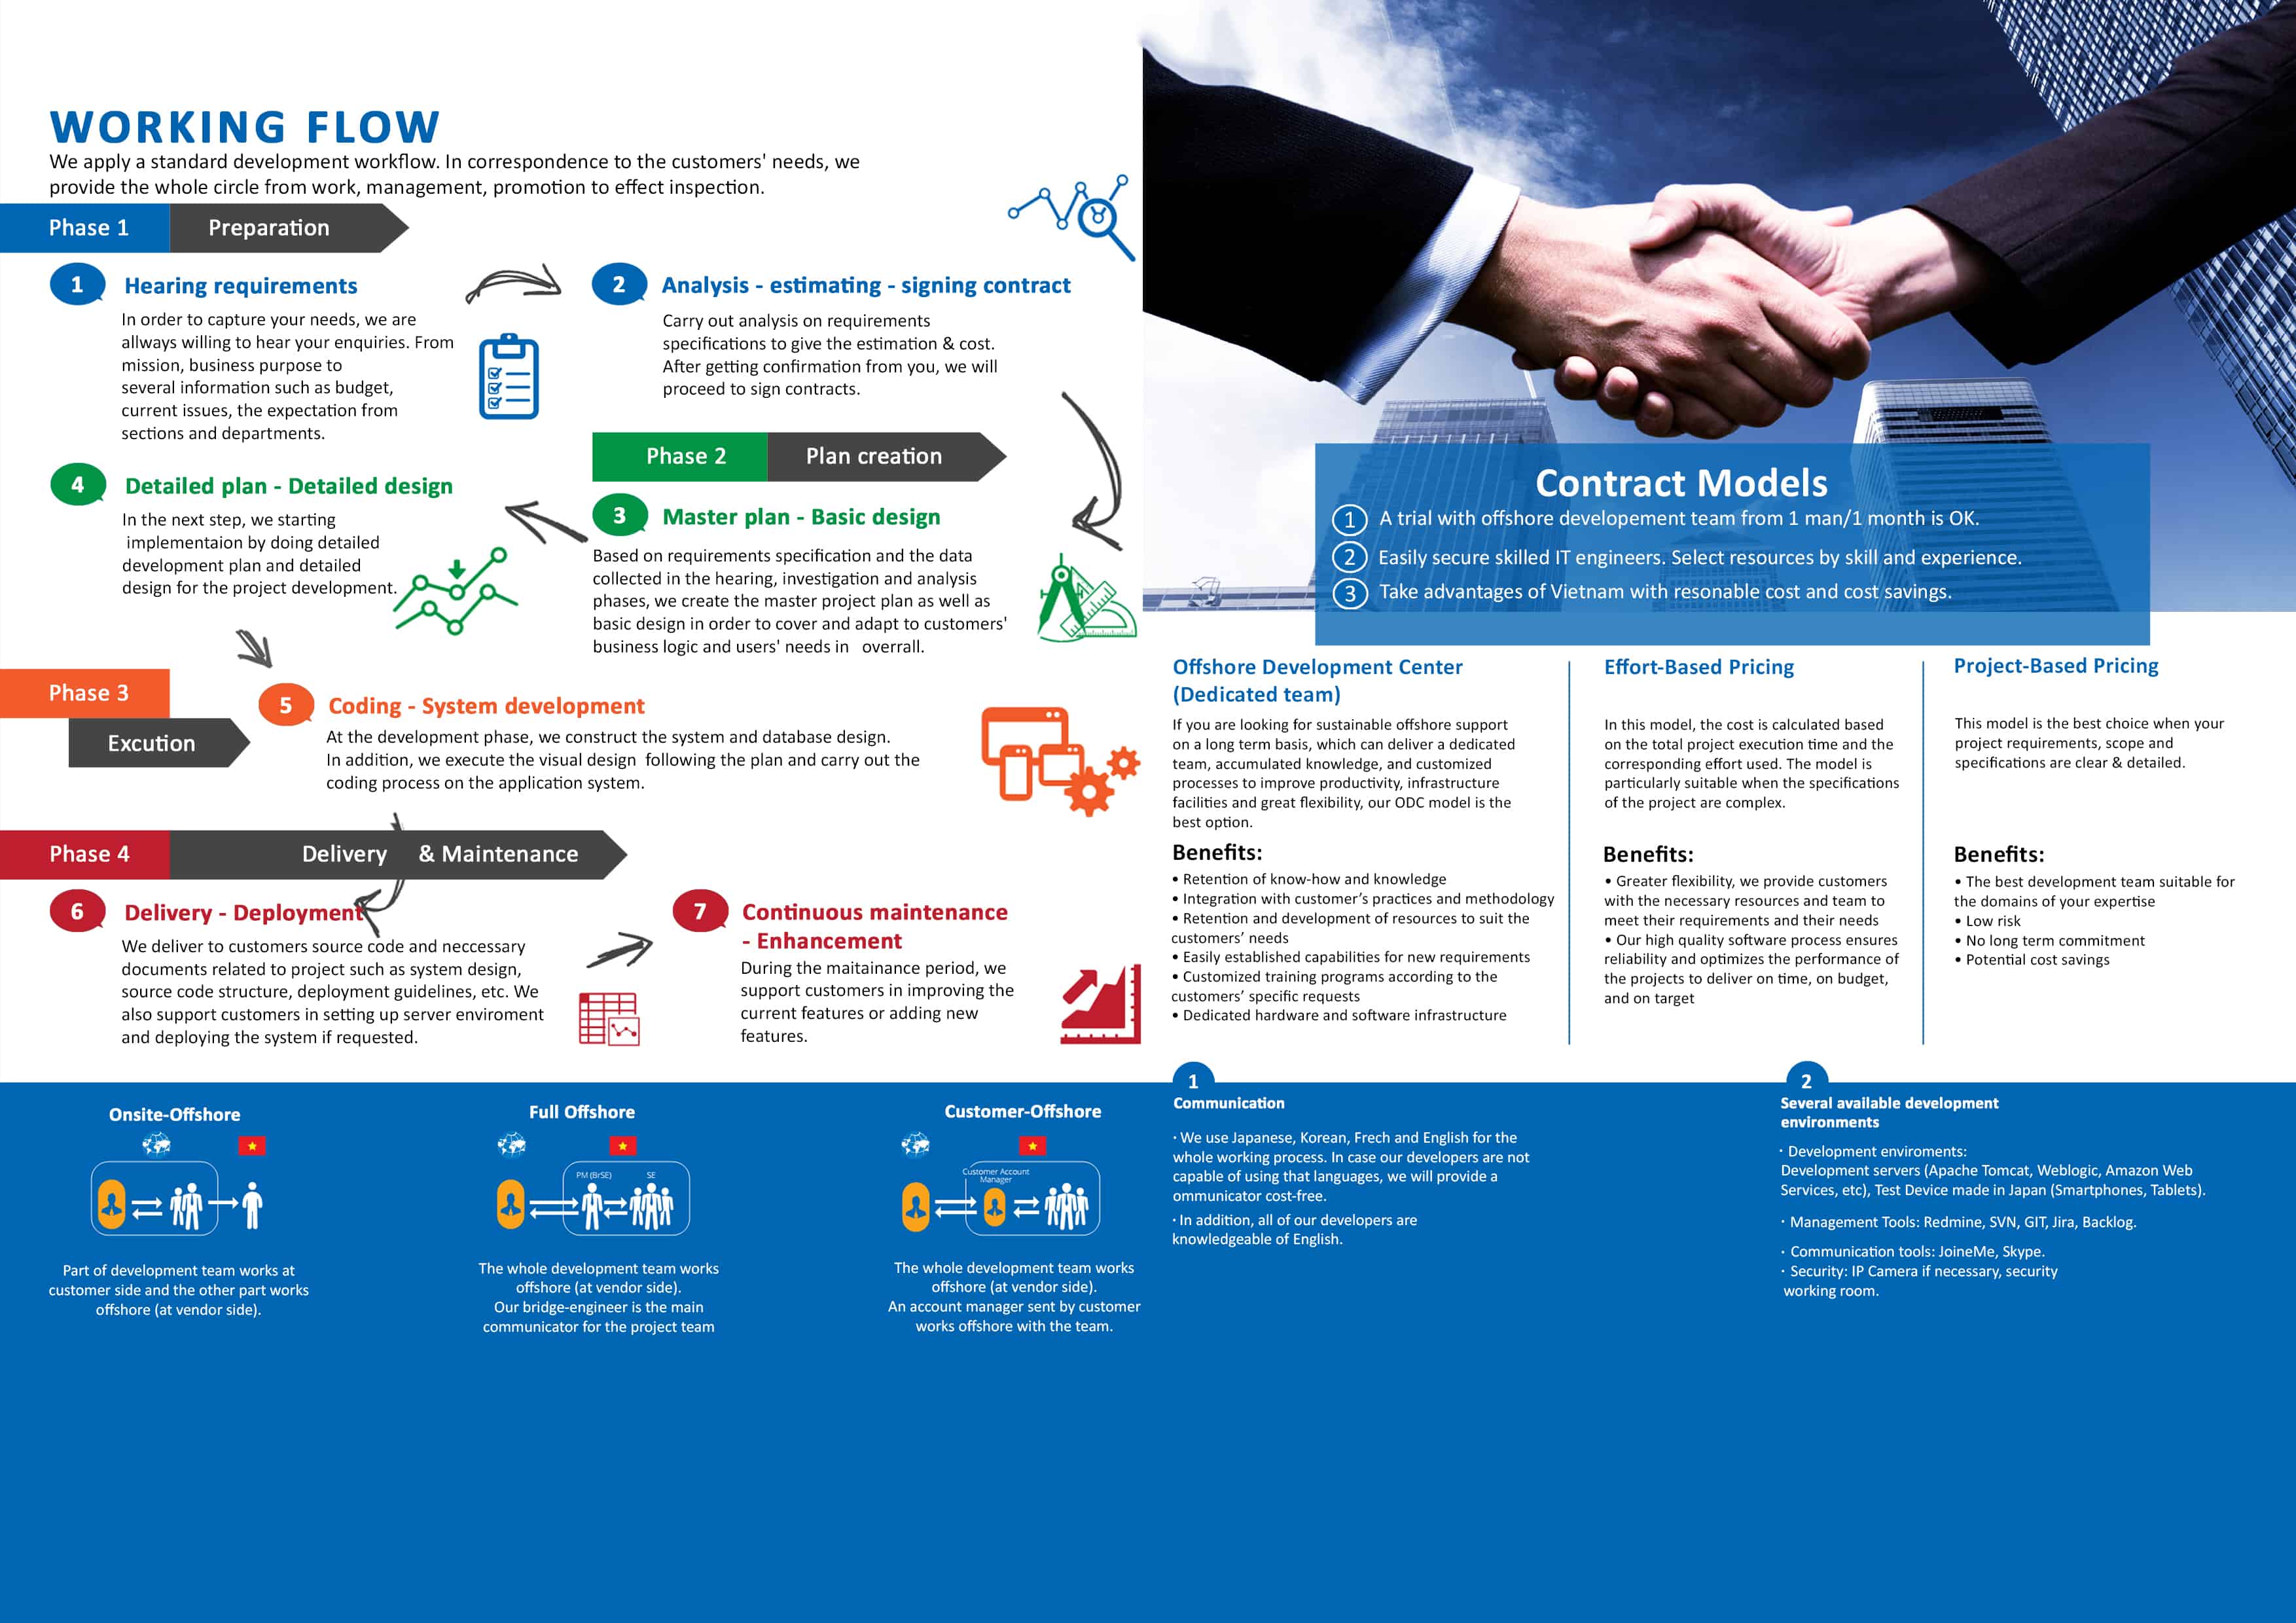 WORKING FLOW
We apply a standard development workflow. In correspondence to the customers' needs, we
provide the whole circle from work, management, promotion to effect inspection.
Phase 1
Preparation
1
Hearing requirements
In order to capture your needs, we are
allways willing to hear your enquiries. From
mission, business purpose to
several information such as budget,
current issues, the expectation from
sections and departments.
2
Analysis - estimating - signing contract
Carry out analysis on requirements
specifications to give the estimation & cost.
After getting confirmation from you, we will
proceed to sign contracts.
Phase 2
Plan creation
3
Master plan - Basic design
Based on requirements specification and the data
collected in the hearing, investigation and analysis
phases, we create the master project plan as well as
basic design in order to cover and adapt to customers'
business logic and users' needs in overrall.
4
Detailed plan - Detailed design
In the next step, we starting
implementaion by doing detailed
development plan and detailed
design for the project development.
Phase 3
Excution
5
Coding - System development
At the development phase, we construct the system and database design.
In addition, we execute the visual design following the plan and carry out the
coding process on the application system.
Phase 4
Delivery & Maintenance
6
Delivery - Deployment
We deliver to customers source code and neccessary
documents related to project such as system design,
source code structure, deployment guidelines, etc. We
also support customers in setting up server enviroment
and deploying the system if requested.
7
Continuous maintenance
- Enhancement
During the maitainance period, we
support customers in improving the
current features or adding new
features.
Onsite-Offshore
Part of development team works at
customer side and the other part works
offshore (at vendor side).
Full Offshore
PM (BrSE)
SE
The whole development team works
offshore (at vendor side).
Our bridge-engineer is the main
communicator for the project team
Customer-Offshore
Customer Account
Manager
The whole development team works
offshore (at vendor side).
An account manager sent by customer
works offshore with the team.
Contract Models
1 A trial with offshore developement team from 1 man/1 month is OK.
2 Easily secure skilled IT engineers. Select resources by skill and experience.
3 Take advantages of Vietnam with resonable cost and cost savings.
Offshore Development Center
(Dedicated team)
If you are looking for sustainable offshore support
on a long term basis, which can deliver a dedicated
team, accumulated knowledge, and customized
processes to improve productivity, infrastructure
facilities and great flexibility, our ODC model is the
best option.
Benefits:
• Retention of know-how and knowledge
• Integration with customer’s practices and methodology
• Retention and development of resources to suit the
customers’ needs
• Easily established capabilities for new requirements
• Customized training programs according to the
customers’ specific requests
• Dedicated hardware and software infrastructure
Effort-Based Pricing
In this model, the cost is calculated based
on the total project execution time and the
corresponding effort used. The model is
particularly suitable when the specifications
of the project are complex.
Benefits:
• Greater flexibility, we provide customers
with the necessary resources and team to
meet their requirements and their needs
• Our high quality software process ensures
reliability and optimizes the performance of
the projects to deliver on time, on budget,
and on target
Project-Based Pricing
This model is the best choice when your
project requirements, scope and
specifications are clear & detailed.
Benefits:
• The best development team suitable for
the domains of your expertise
• Low risk
• No long term commitment
• Potential cost savings
1
Communication
· We use Japanese, Korean, Frech and English for the
whole working process. In case our developers are not
capable of using that languages, we will provide a
ommunicator cost-free.
· In addition, all of our developers are
knowledgeable of English.
2
Several available development
environments
· Development enviroments:
Development servers (Apache Tomcat, Weblogic, Amazon Web
Services, etc), Test Device made in Japan (Smartphones, Tablets).
· Management Tools: Redmine, SVN, GIT, Jira, Backlog.
· Communication tools: JoineMe, Skype.
· Security: IP Camera if necessary, security
working room.